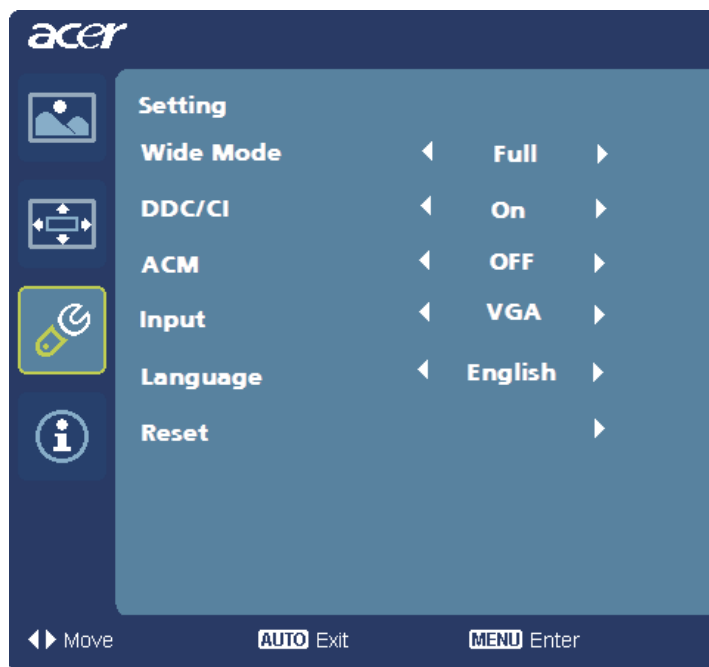 acer
Setting
Wide Mode Full
DDC/CI On
ACM OFF
Input VGA
Language English
Reset
Move AUTO Exit MENU Enter